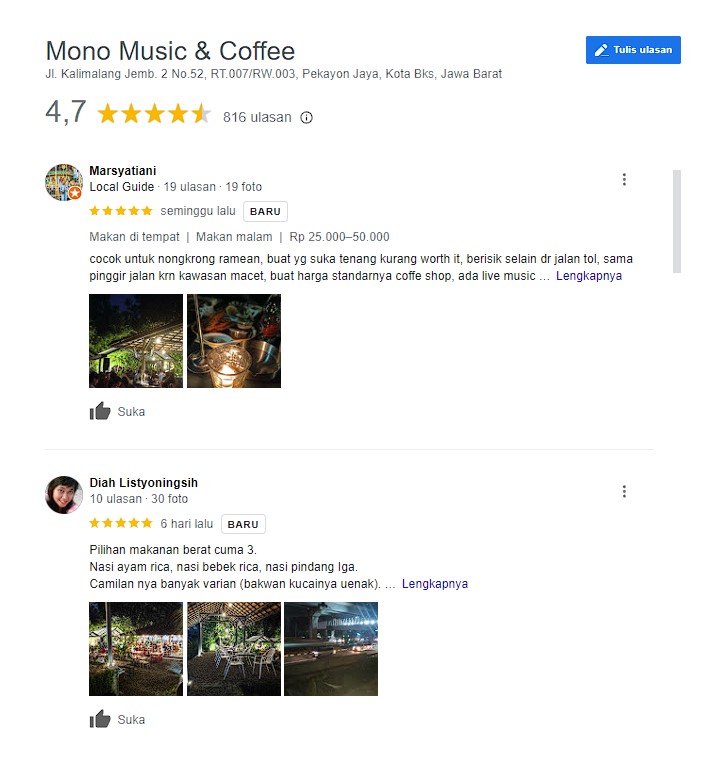 Mono Music & Coffee
Tulis ulasan
Jl. Kalimalang Jemb. 2 No.52, RT.007/RW.003, Pekayon Jaya, Kota Bks, Jawa Barat
4,7 816 ulasan
Marsyatiani
Local Guide · 19 ulasan · 19 foto
seminggu lalu BARU
Makan di tempat | Makan malam | Rp 25.000–50.000
cocok untuk nongkrong ramean, buat yg suka tenang kurang worth it, berisik selain dr jalan tol, sama
pinggir jalan krn kawasan macet, buat harga standarnya coffe shop, ada live music ... Lengkapnya
Suka
Diah Listyoningsih
10 ulasan · 30 foto
6 hari lalu BARU
Pilihan makanan berat cuma 3.
Nasi ayam rica, nasi bebek rica, nasi pindang Iga.
Camilan nya banyak varian (bakwan kucainya uenak). ... Lengkapnya
Suka